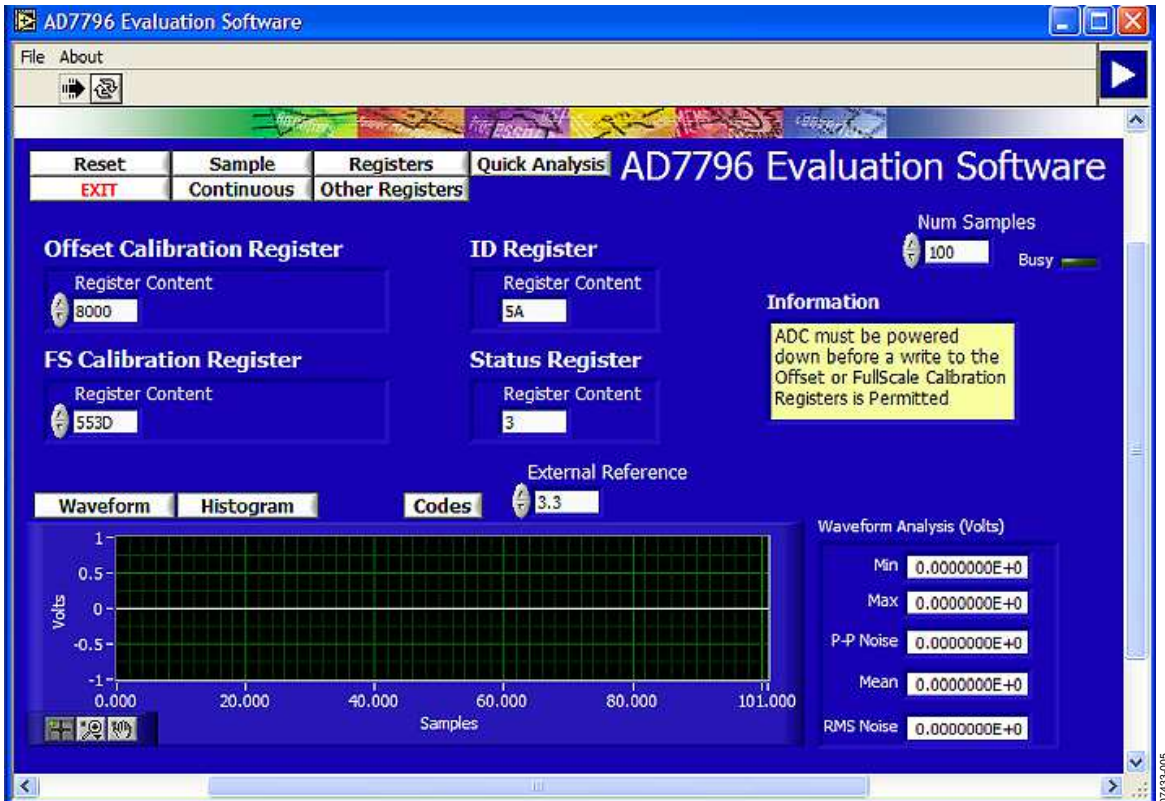 AD7796 Evaluation Software
File About
Reset Sample Registers Quick Analysis AD7796 Evaluation Software
EXIT Continuous Other Registers
Num Samples
100
Busy
Offset Calibration Register
Register Content
8000
ID Register
Register Content
5A
Information
ADC must be powered
down before a write to the
Offset or FullScale Calibration
Registers is Permitted
FS Calibration Register
Register Content
553D
Status Register
Register Content
3
External Reference
3.3
Waveform Histogram Codes
Volts
1
0.5
0
-0.5
-1
0.000 20.000 40.000 60.000 80.000 101.000
Samples
Waveform Analysis (Volts)
Min 0.0000000E+0
Max 0.0000000E+0
P-P Noise 0.0000000E+0
Mean 0.0000000E+0
RMS Noise 0.0000000E+0